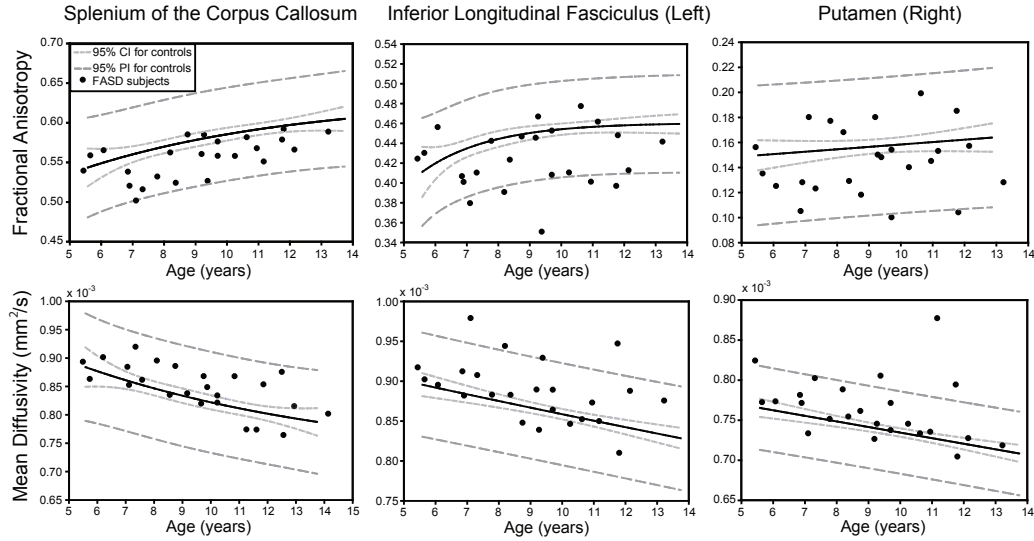 Splenium of the Corpus Callosum
Inferior Longitudinal Fasciculus (Left)
Putamen (Right)
Fractional Anisotropy
0.70
0.65
0.60
0.55
0.50
0.45
95% CI for controls
95% PI for controls
FASD subjects
5 6 7 8 9 10 11 12 13 14
Age (years)
0.54
0.52
0.50
0.48
0.46
0.44
0.42
0.40
0.38
0.36
0.34
5 6 7 8 9 10 11 12 13 14
Age (years)
0.24
0.22
0.20
0.18
0.16
0.14
0.12
0.10
0.08
5 6 7 8 9 10 11 12 13 14
Age (years)
Mean Diffusivity (mm²/s)
x 10⁻³
1.00
0.95
0.90
0.85
0.80
0.75
0.70
0.65
5 6 7 8 9 10 11 12 13 14
Age (years)
x 10⁻³
1.00
0.95
0.90
0.85
0.80
0.75
5 6 7 8 9 10 11 12 13 14
Age (years)
x 10⁻³
0.90
0.85
0.80
0.75
0.70
0.65
5 6 7 8 9 10 11 12 13 14
Age (years)